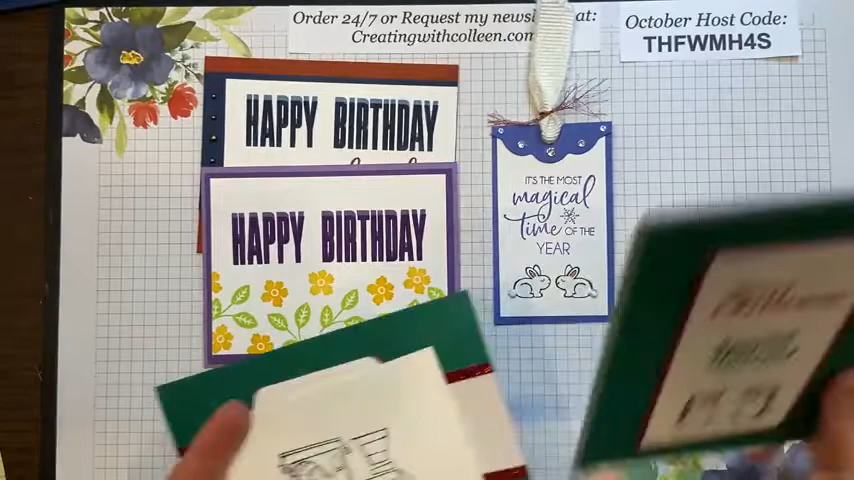 Order 24/7 or Request my at:
CreatingwithColleen.com
October Host Code:
THFWMH4S
HAPPY BIRTHDAY
HAPPY BIRTHDAY
IT'S THE MOST
magical
Time OF THE
YEAR